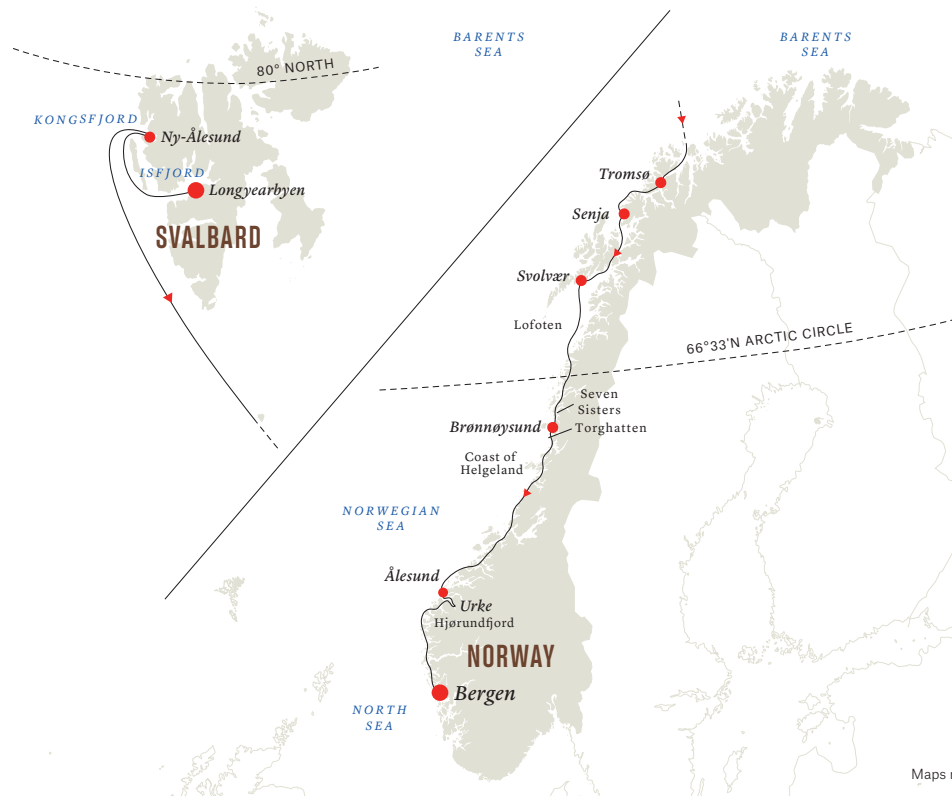 BARENTS
SEA
BARENTS
SEA
80° NORTH
KONGSFJORD
Ny-Ålesund
ISFJORD
Longyearbyen
SVALBARD
Tromsø
Senja
Svolvær
Lofoten
66°33'N ARCTIC CIRCLE
Seven
Sisters
Brønnøysund
Torghatten
Coast of
Helgeland
NORWEGIAN
SEA
Ålesund
Urke
Hjørundfjord
NORWAY
Bergen
NORTH
SEA
Maps